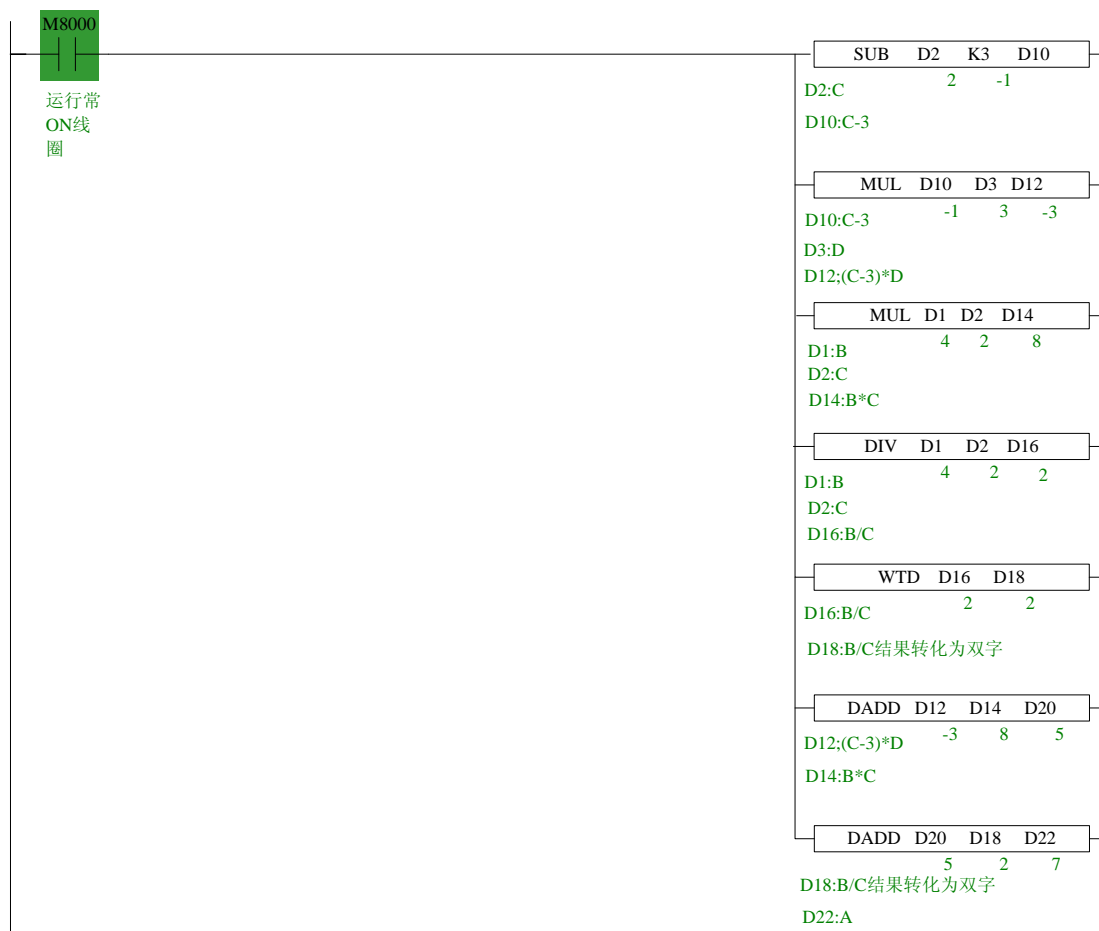 M8000
运行常
ON线
圈
SUB D2 K3 D10
2 -1
D2:C
D10:C-3
MUL D10 D3 D12
-1 3 -3
D10:C-3
D3:D
D12;(C-3)*D
MUL D1 D2 D14
4 2 8
D1:B
D2:C
D14:B*C
DIV D1 D2 D16
4 2 2
D1:B
D2:C
D16:B/C
WTD D16 D18
2 2
D16:B/C
D18:B/C结果转化为双字
DADD D12 D14 D20
-3 8 5
D12;(C-3)*D
D14:B*C
DADD D20 D18 D22
5 2 7
D18:B/C结果转化为双字
D22:A